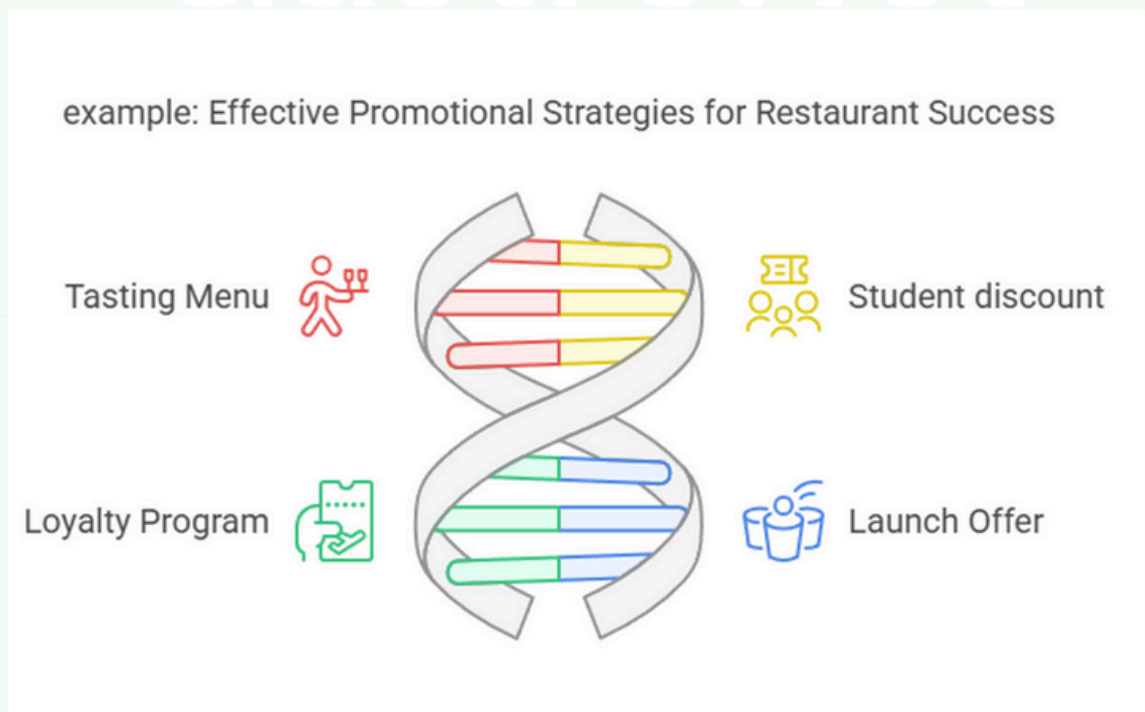 example: Effective Promotional Strategies for Restaurant Success
Tasting Menu
Student discount
Loyalty Program
Launch Offer